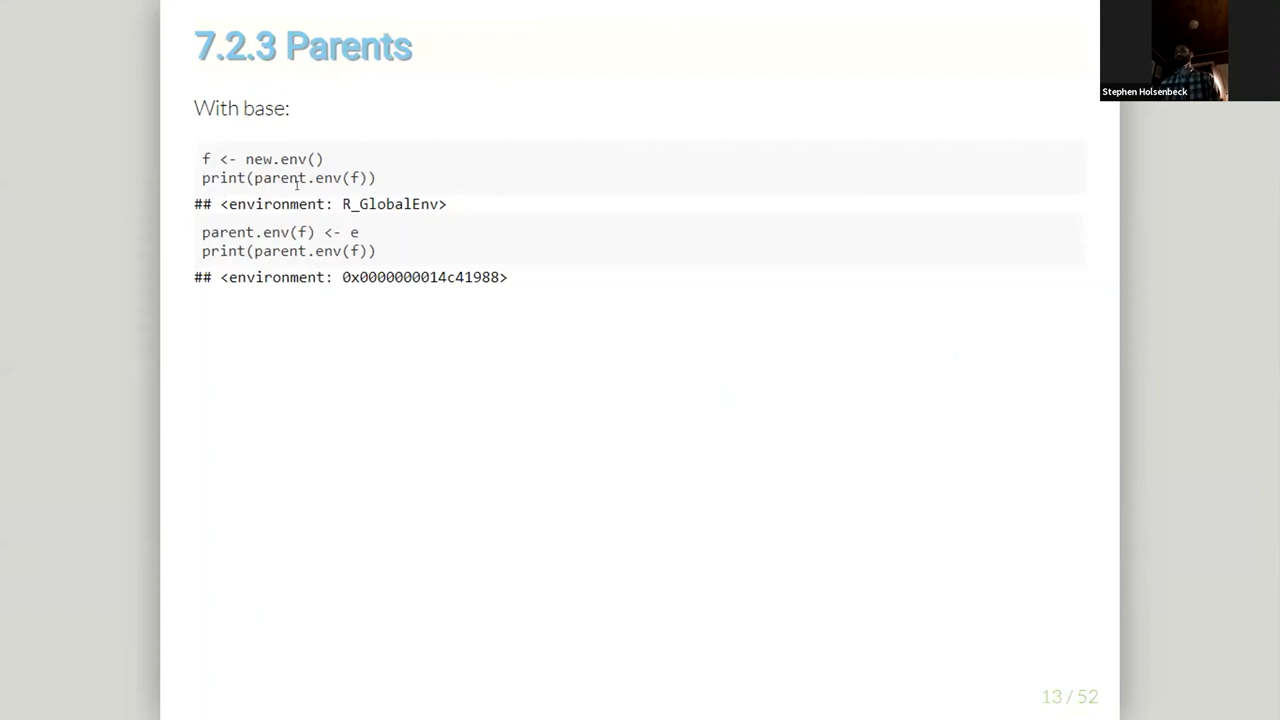 7.2.3 Parents
Stephen Holsenbeck
With base:
f <- new.env()
print(parent.env(f))
## <environment: R_GlobalEnv>
parent.env(f) <- e
print(parent.env(f))
## <environment: 0x0000000014c41988>
13 / 52